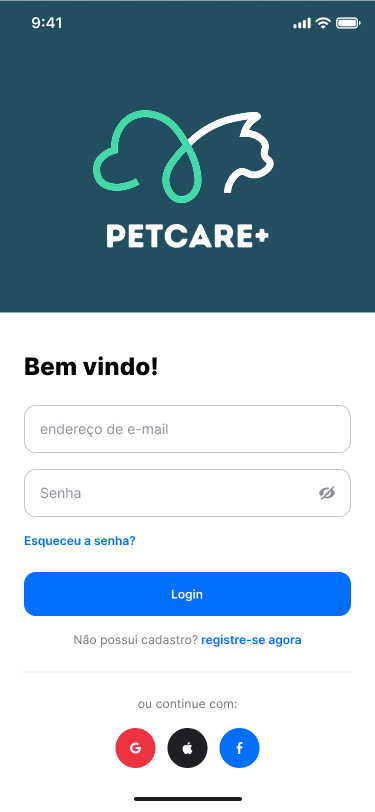 9:41
PETCARE+
Bem vindo!
endereço de e-mail
Senha
Esqueceu a senha?
Login
Não possui cadastro? registre-se agora
ou continue com: